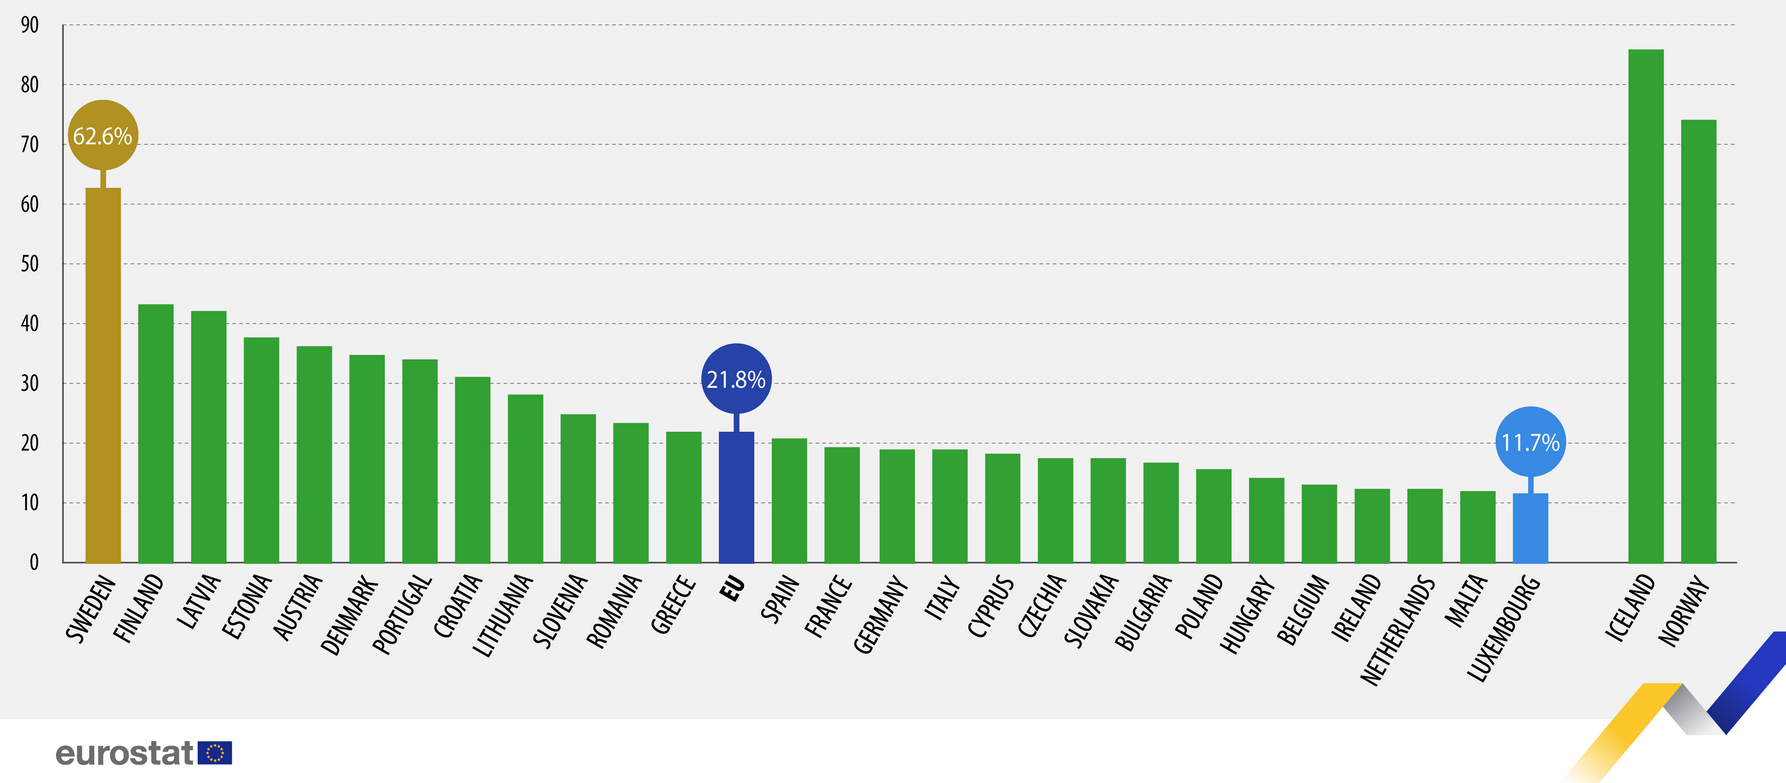 90
80
70
60
50
40
30
20
10
0
62.6%
21.8%
11.7%
SWEDEN
FINLAND
LATVIA
ESTONIA
AUSTRIA
DENMARK
PORTUGAL
CROATIA
LITHUANIA
SLOVENIA
ROMANIA
GREECE
EU
SPAIN
FRANCE
GERMANY
ITALY
CYPRUS
CZECHIA
SLOVAKIA
BULGARIA
POLAND
HUNGARY
BELGIUM
IRELAND
NETHERLANDS
MALTA
LUXEMBOURG
ICELAND
NORWAY
eurostat